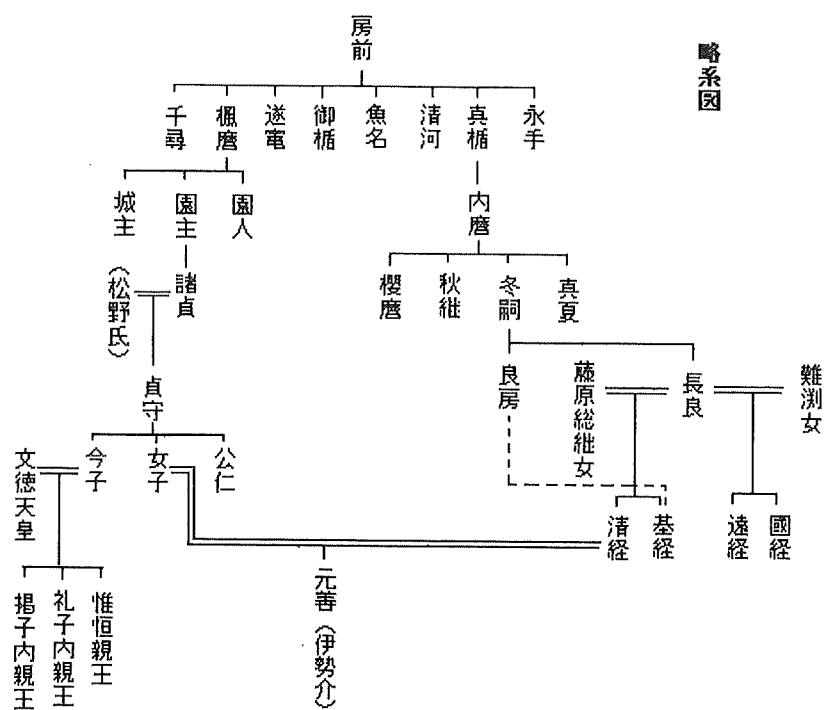 略系図
房前
永手
真楯
清河
魚名
御楯
遂電
楓麿
千尋
内麿
園人
園主
城主
真夏
冬嗣
秋継
櫻麿
諸貞
（松野氏）
難渕女
長良
藤原総継女
良房
貞守
公仁
女子
今子
文徳天皇
國経
遠経
基経
清経
元善（伊勢介）
惟恒親王
礼子内親王
掲子内親王